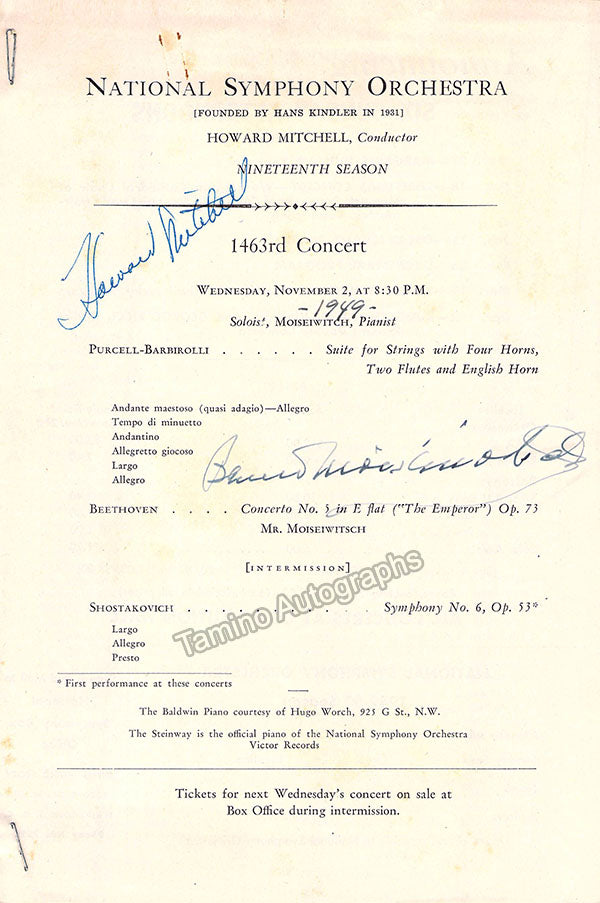 NATIONAL SYMPHONY ORCHESTRA
[FOUNDED BY HANS KINDLER IN 1931]
HOWARD MITCHELL, Conductor
NINETEENTH SEASON
Howard Mitchell
1463rd Concert
WEDNESDAY, NOVEMBER 2, AT 8:30 P.M.
- 1949 -
Soloist, MOISEIWITCH, Pianist
PURCELL-BARBIROLLI . . . . . . Suite for Strings with Four Horns,
Two Flutes and English Horn
Andante maestoso (quasi adagio)—Allegro
Tempo di minuetto
Andantino
Allegretto giocoso
Largo
Allegro
Benno Moiseiwitsch
BEETHOVEN . . . . Concerto No. 5 in E flat ("The Emperor") Op. 73
MR. MOISEIWITSCH
[INTERMISSION]
SHOSTAKOVICH . . . . . . . . . . Symphony No. 6, Op. 53*
Largo
Allegro
Presto
Tamino Autographs
* First performance at these concerts
The Baldwin Piano courtesy of Hugo Worch, 925 G St., N.W.
The Steinway is the official piano of the National Symphony Orchestra
Victor Records
Tickets for next Wednesday's concert on sale at
Box Office during intermission.